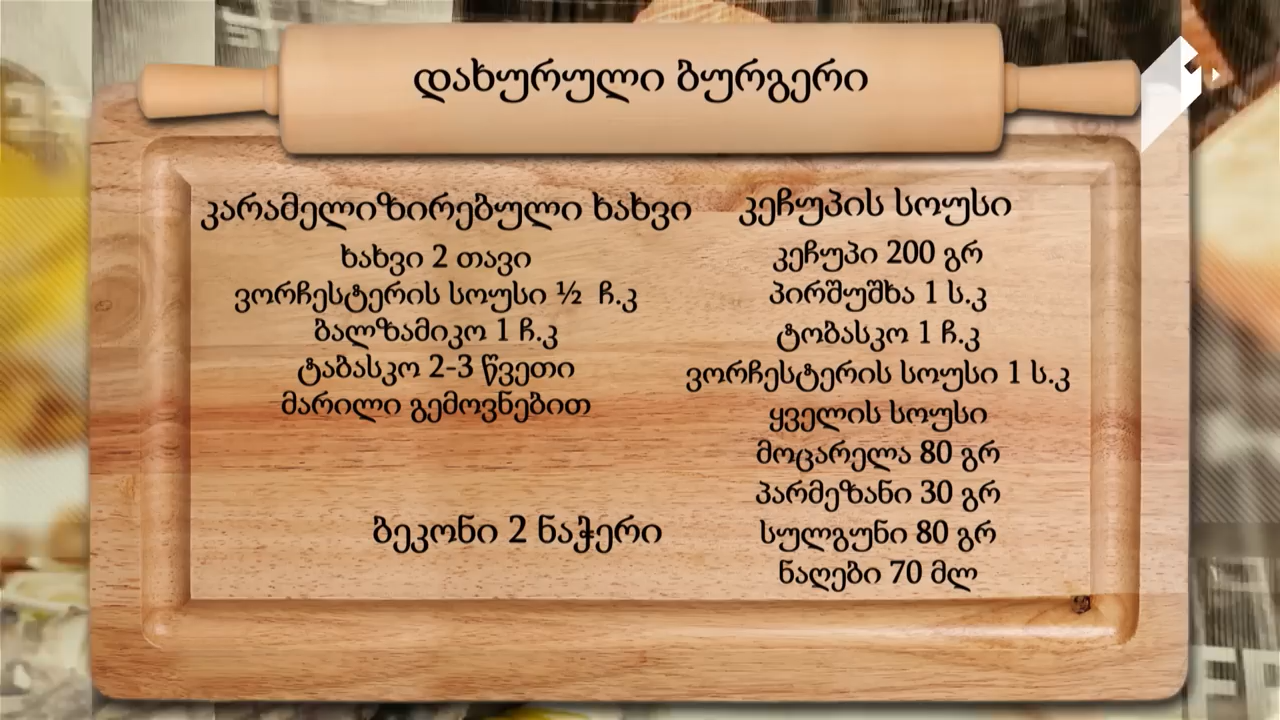 დახურული ბურგერი
კარამელიზირებული ხახვი
ხახვი 2 თავი
ვორჩესტერის სოუსი ½ ჩ.კ
ბალზამიკო 1 ჩ.კ
ტაბასკო 2-3 წვეთი
მარილი გემოვნებით
ბეკონი 2 ნაჭერი
კეჩუპის სოუსი
კეჩუპი 200 გრ
პირშუშხა 1 ს.კ
ტობასკო 1 ჩ.კ
ვორჩესტერის სოუსი 1 ს.კ
ყველის სოუსი
მოცარელა 80 გრ
პარმეზანი 30 გრ
სულგუნი 80 გრ
ნაღები 70 მლ